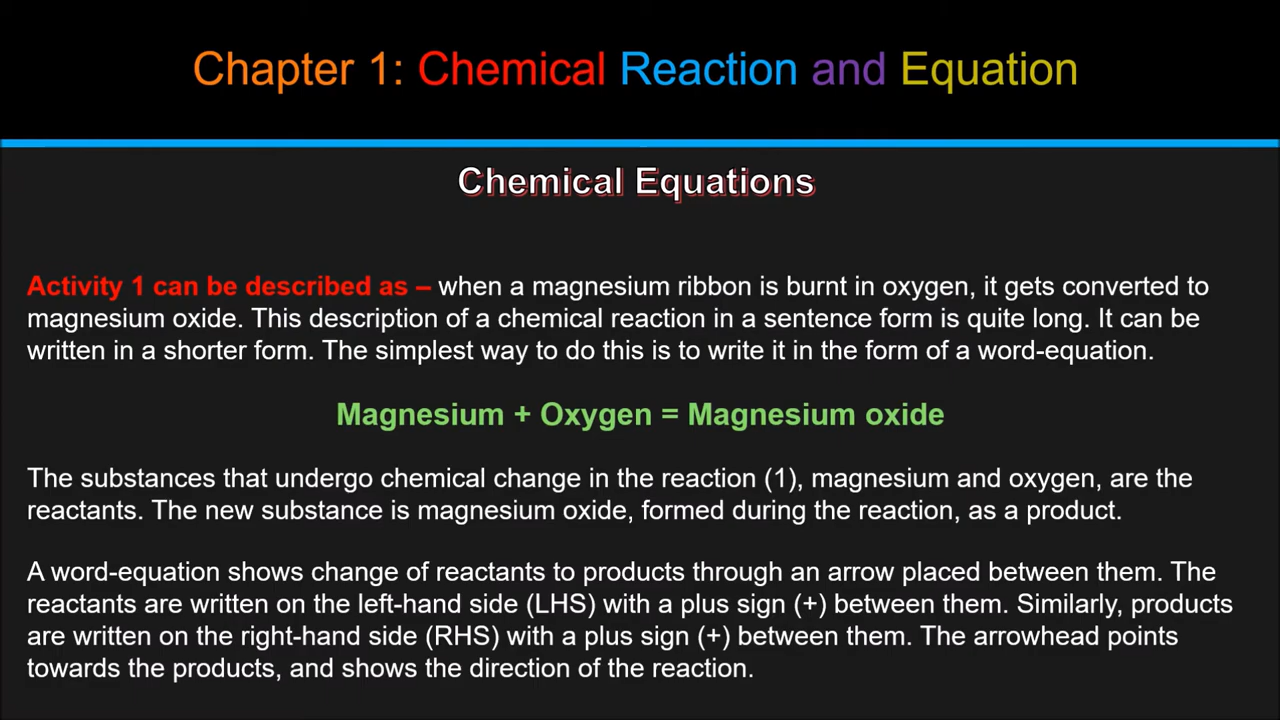 Chapter 1: Chemical Reaction and Equation
Chemical Equations
Activity 1 can be described as – when a magnesium ribbon is burnt in oxygen, it gets converted to
magnesium oxide. This description of a chemical reaction in a sentence form is quite long. It can be
written in a shorter form. The simplest way to do this is to write it in the form of a word-equation.
Magnesium + Oxygen = Magnesium oxide
The substances that undergo chemical change in the reaction (1), magnesium and oxygen, are the
reactants. The new substance is magnesium oxide, formed during the reaction, as a product.
A word-equation shows change of reactants to products through an arrow placed between them. The
reactants are written on the left-hand side (LHS) with a plus sign (+) between them. Similarly, products
are written on the right-hand side (RHS) with a plus sign (+) between them. The arrowhead points
towards the products, and shows the direction of the reaction.